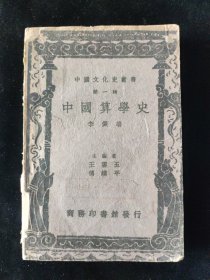 中國文化史叢書
第一輯
中國算學史
李儼著
主編者
王雲五
傅緯平
商務印書館發行